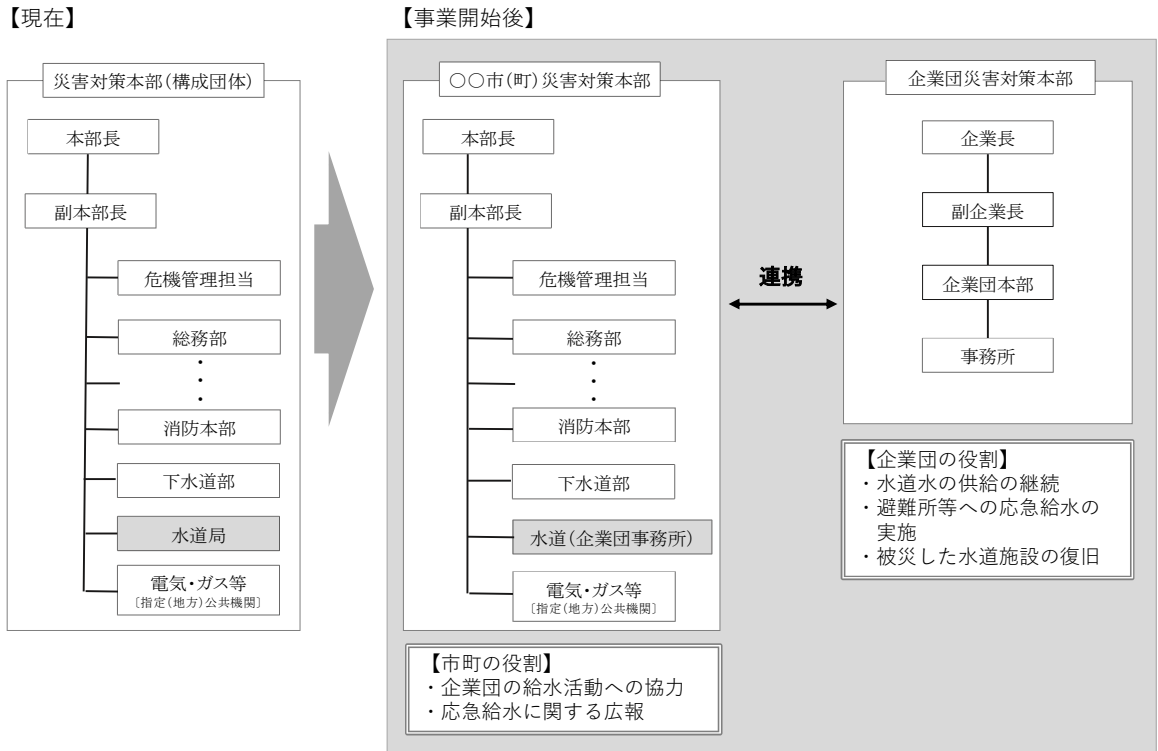 【現在】
災害対策本部(構成団体)
本部長
副本部長
危機管理担当
総務部
・
・
・
消防本部
下水道部
水道局
電気・ガス等
〔指定(地方)公共機関〕
【事業開始後】
○○市(町)災害対策本部
本部長
副本部長
危機管理担当
総務部
・
・
・
消防本部
下水道部
水道(企業団事務所)
電気・ガス等
〔指定(地方)公共機関〕
【市町の役割】
・企業団の給水活動への協力
・応急給水に関する広報
連携
企業団災害対策本部
企業長
副企業長
企業団本部
事務所
【企業団の役割】
・水道水の供給の継続
・避難所等への応急給水の
実施
・被災した水道施設の復旧